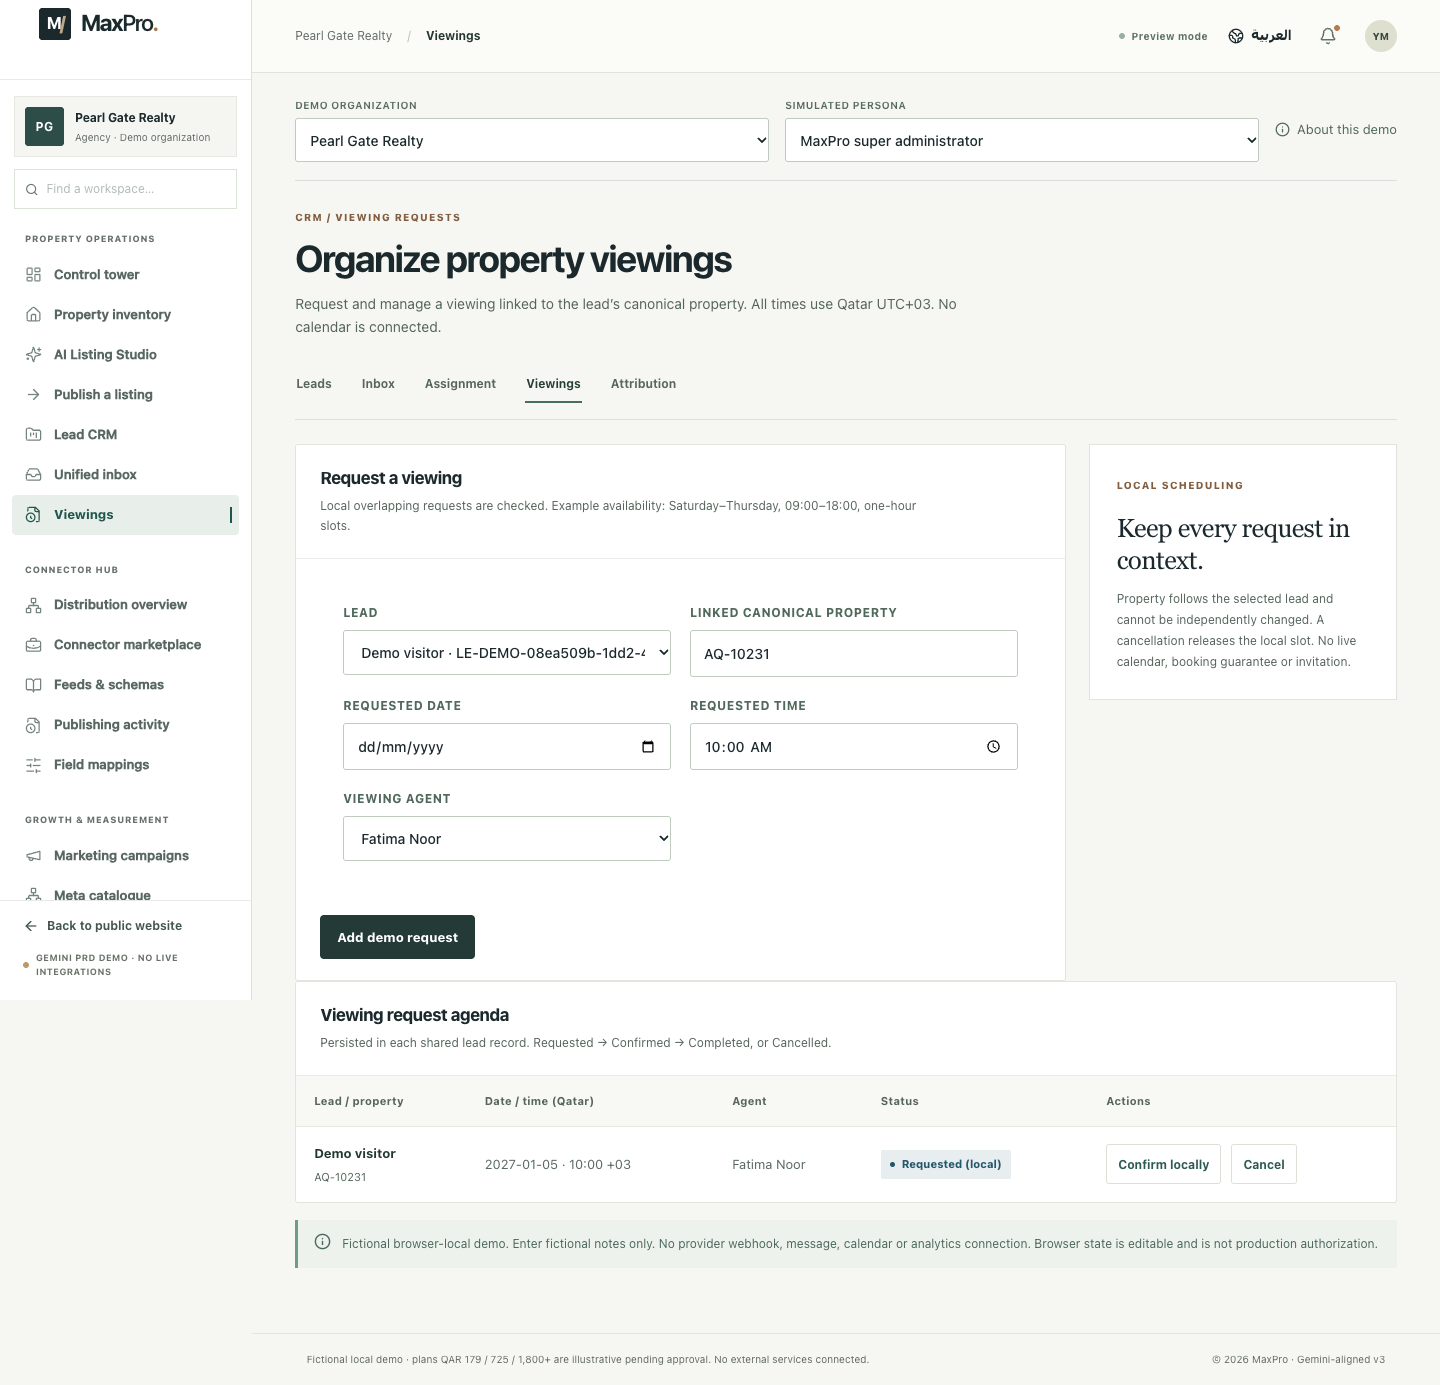 M/ MaxPro.
PG
Pearl Gate Realty
Agency · Demo organization
Find a workspace...
PROPERTY OPERATIONS
Control tower
Property inventory
AI Listing Studio
Publish a listing
Lead CRM
Unified inbox
Viewings
CONNECTOR HUB
Distribution overview
Connector marketplace
Feeds & schemas
Publishing activity
Field mappings
GROWTH & MEASUREMENT
Marketing campaigns
Meta catalogue
Back to public website
GEMINI PRD DEMO · NO LIVE
INTEGRATIONS
Pearl Gate Realty / Viewings
Preview mode
العربية
YM
DEMO ORGANIZATION
Pearl Gate Realty
SIMULATED PERSONA
MaxPro super administrator
About this demo
CRM / VIEWING REQUESTS
Organize property viewings
Request and manage a viewing linked to the lead’s canonical property. All times use Qatar UTC+03. No
calendar is connected.
Leads Inbox Assignment Viewings Attribution
Request a viewing
Local overlapping requests are checked. Example availability: Saturday–Thursday, 09:00–18:00, one-hour
slots.
LEAD
Demo visitor · LE-DEMO-08ea509b-1dd2-4
LINKED CANONICAL PROPERTY
AQ-10231
REQUESTED DATE
dd/mm/yyyy
REQUESTED TIME
10:00 AM
VIEWING AGENT
Fatima Noor
Add demo request
LOCAL SCHEDULING
Keep every request in
context.
Property follows the selected lead and
cannot be independently changed. A
cancellation releases the local slot. No live
calendar, booking guarantee or invitation.
Viewing request agenda
Persisted in each shared lead record. Requested → Confirmed → Completed, or Cancelled.
Lead / property Date / time (Qatar) Agent Status Actions
Demo visitor
AQ-10231
2027-01-05 · 10:00 +03
Fatima Noor
Requested (local)
Confirm locally
Cancel
Fictional browser-local demo. Enter fictional notes only. No provider webhook, message, calendar or analytics connection. Browser state is editable and is not production authorization.
Fictional local demo · plans QAR 179 / 725 / 1,800+ are illustrative pending approval. No external services connected.
© 2026 MaxPro · Gemini-aligned v3